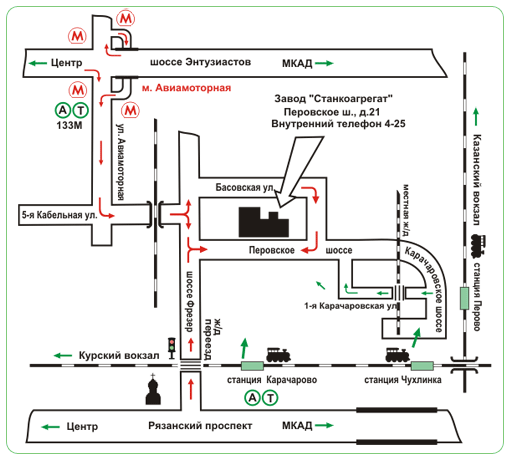 М
М
Центр
шоссе Энтузиастов
МКАД
М
м. Авиамоторная
М
А Т
133М
Завод "Станкоагрегат"
Перовское ш., д.21
Внутренний телефон 4-25
ул. Авиамоторная
Казанский вокзал
Басовская ул.
местная ж/д
5-я Кабельная ул.
Перовское шоссе
Карачаровское шоссе
станция Перово
шоссе Фрезер
ж/д переезд
1-я Карачаровская ул.
Курский вокзал
станция Карачарово
станция Чухлинка
А Т
Центр
Рязанский проспект
МКАД